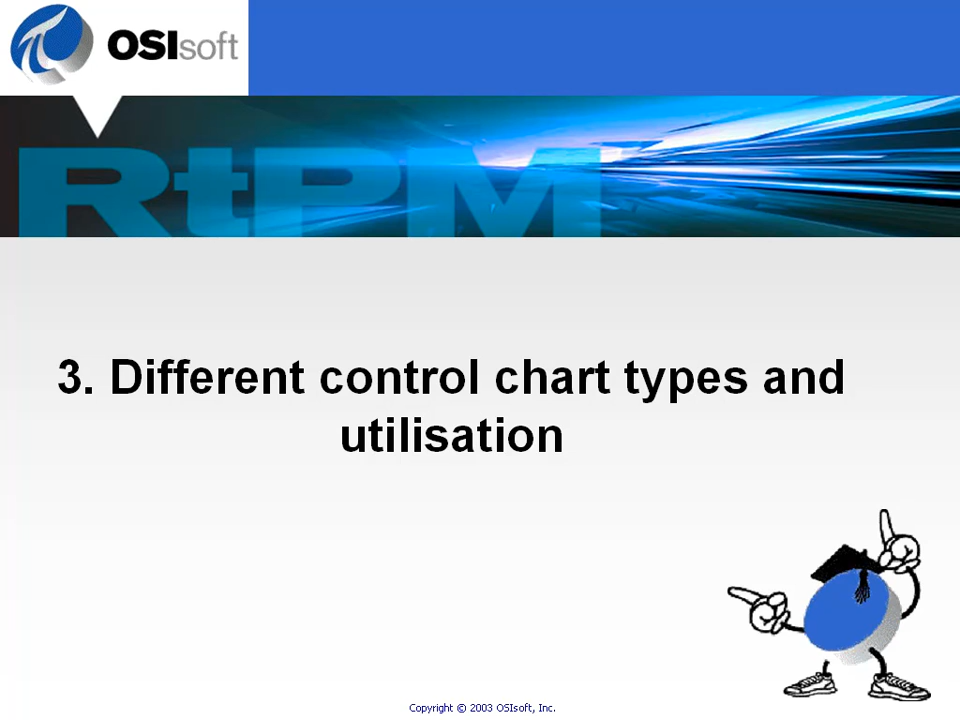 OSIsoft
RtPM
3. Different control chart types and
utilisation
Copyright © 2003 OSIsoft, Inc.